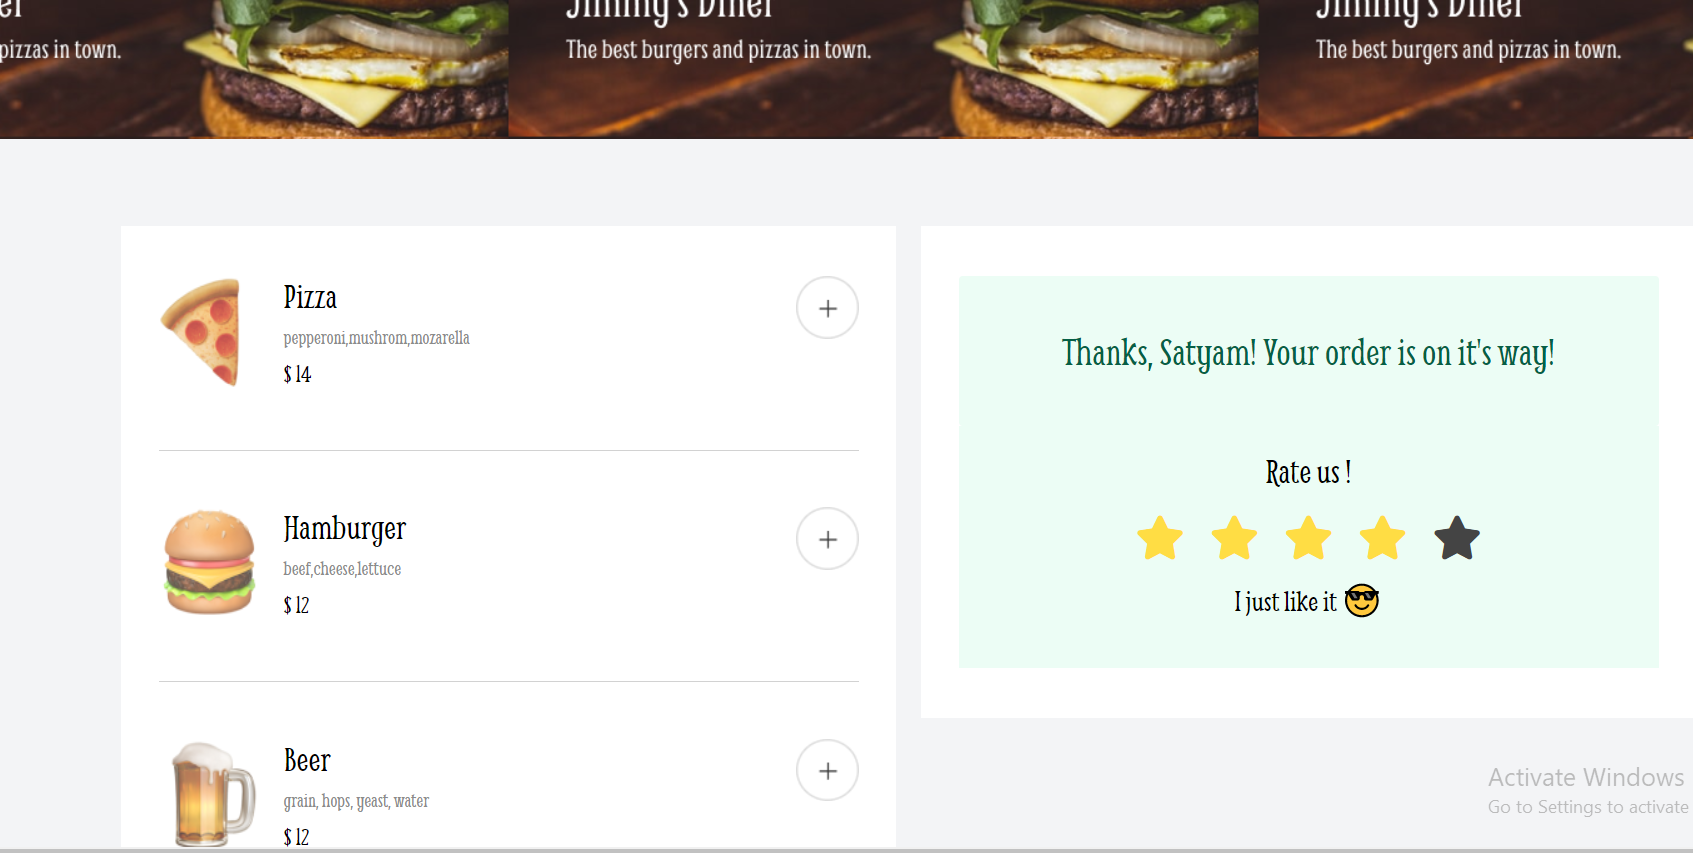 er
Jimmy's Diner
Jimmy's Diner
pizzas in town.
The best burgers and pizzas in town.
The best burgers and pizzas in town.
Pizza
pepperoni,mushrom,mozarella
$ 14
Hamburger
beef,cheese,lettuce
$ 12
Beer
grain, hops, yeast, water
$ 12
Thanks, Satyam! Your order is on it's way!
Rate us !
I just like it 😎
Activate Windows
Go to Settings to activate